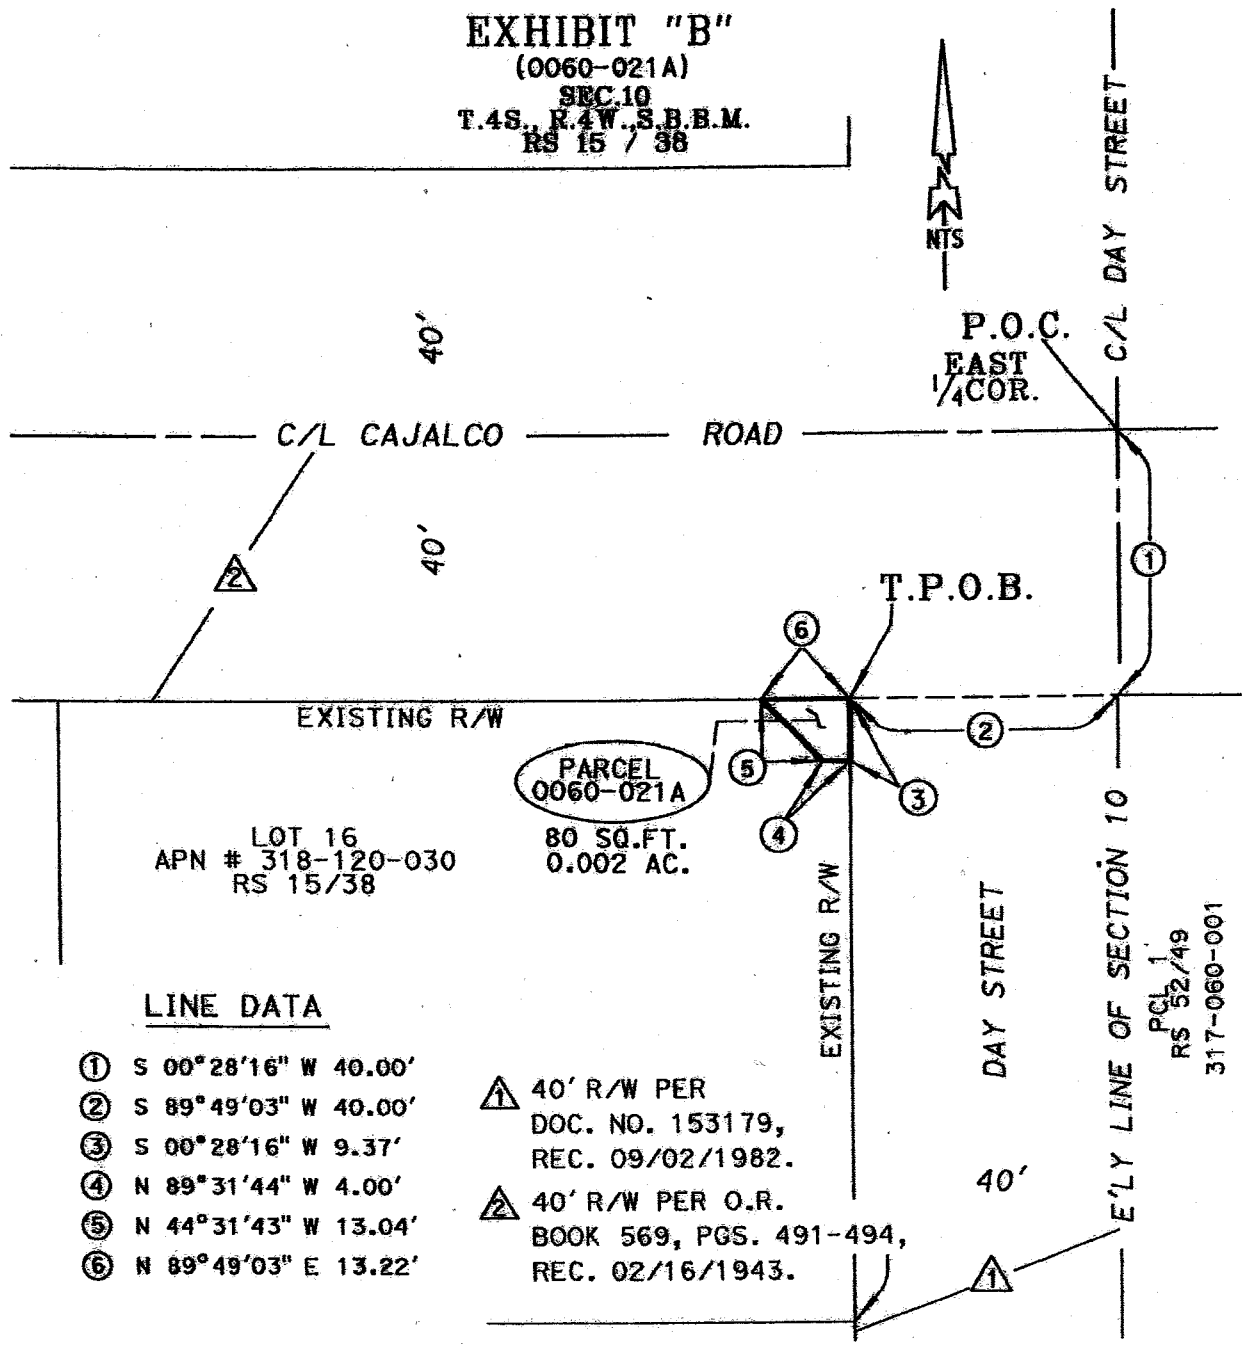 EXHIBIT "B"
(0060-021A)
SEC.10
T.4S., R.4W.,S.B.B.M.
RS 15 / 38
NTS
C/L DAY STREET
P.O.C.
EAST
1/4COR.
40'
C/L CAJALCO ROAD
40'
2
1
T.P.O.B.
6
EXISTING R/W
2
5
3
4
PARCEL
0060-021A
80 SQ.FT.
0.002 AC.
LOT 16
APN # 318-120-030
RS 15/38
EXISTING R/W
DAY STREET
40'
E'LY LINE OF SECTION 10
PCL 1
RS 52/49
317-060-001
LINE DATA
1 S 00°28'16" W 40.00'
2 S 89°49'03" W 40.00'
3 S 00°28'16" W 9.37'
4 N 89°31'44" W 4.00'
5 N 44°31'43" W 13.04'
6 N 89°49'03" E 13.22'
1 40' R/W PER
DOC. NO. 153179,
REC. 09/02/1982.
2 40' R/W PER O.R.
BOOK 569, PGS. 491-494,
REC. 02/16/1943.
1